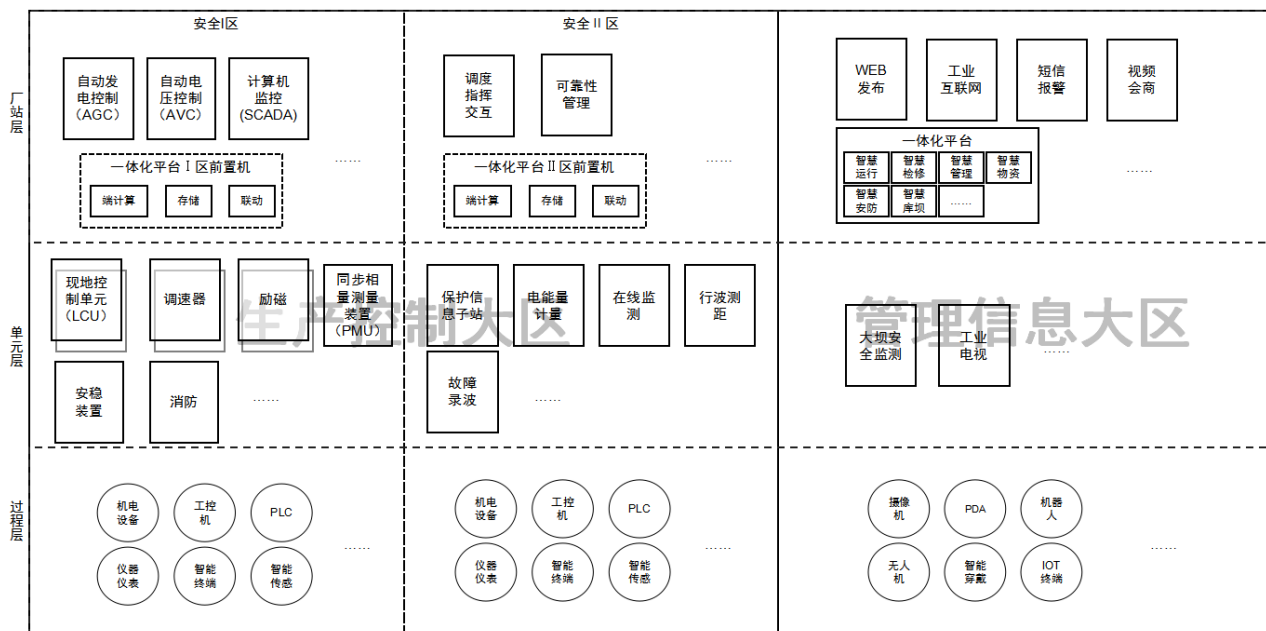 安全I区
安全Ⅱ区
厂站层
自动发
电控制
（AGC）
自动电
压控制
（AVC）
计算机
监控
(SCADA)
一体化平台Ⅰ区前置机
端计算
存储
联动
……
调度
指挥
交互
可靠性
管理
一体化平台Ⅱ区前置机
端计算
存储
联动
……
WEB
发布
工业
互联网
短信
报警
视频
会商
一体化平台
智慧
运行
智慧
检修
智慧
管理
智慧
物资
智慧
安防
智慧
库坝
……
……
单元层
生产控制大区
管理信息大区
现地控
制单元
（LCU）
调速器
励磁
同步相
量测量
装置
（PMU）
安稳
装置
消防
……
保护信
息子站
电能量
计量
在线监
测
行波测
距
故障
录波
……
大坝安
全监测
工业
电视
……
过程层
机电
设备
工控
机
PLC
仪器
仪表
智能
终端
智能
传感
……
机电
设备
工控
机
PLC
仪器
仪表
智能
终端
智能
传感
……
摄像
机
PDA
机器
人
无人
机
智能
穿戴
IOT
终端
……